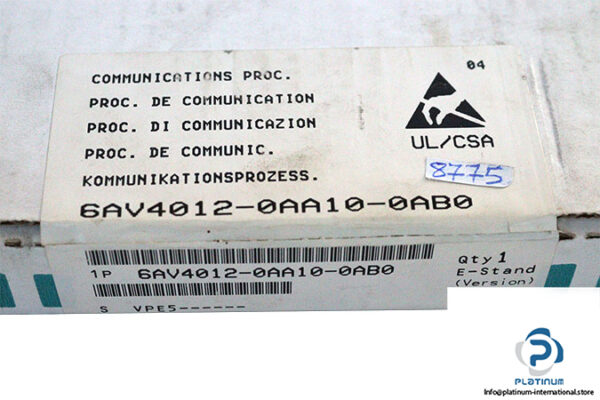 04
COMMUNICATIONS PROC.
PROC. DE COMMUNICATION
PROC. DI COMMUNICAZION
PROC. DE COMMUNIC.
KOMMUNIKATIONSPROZESS.
UL/CSA
8775
6AV4012-0AA10-0AB0
1P 6AV4012-0AA10-0AB0
Qty 1
E-Stand
(Version)
S VPE5------
PLATINUM
Info@platinum-international.store